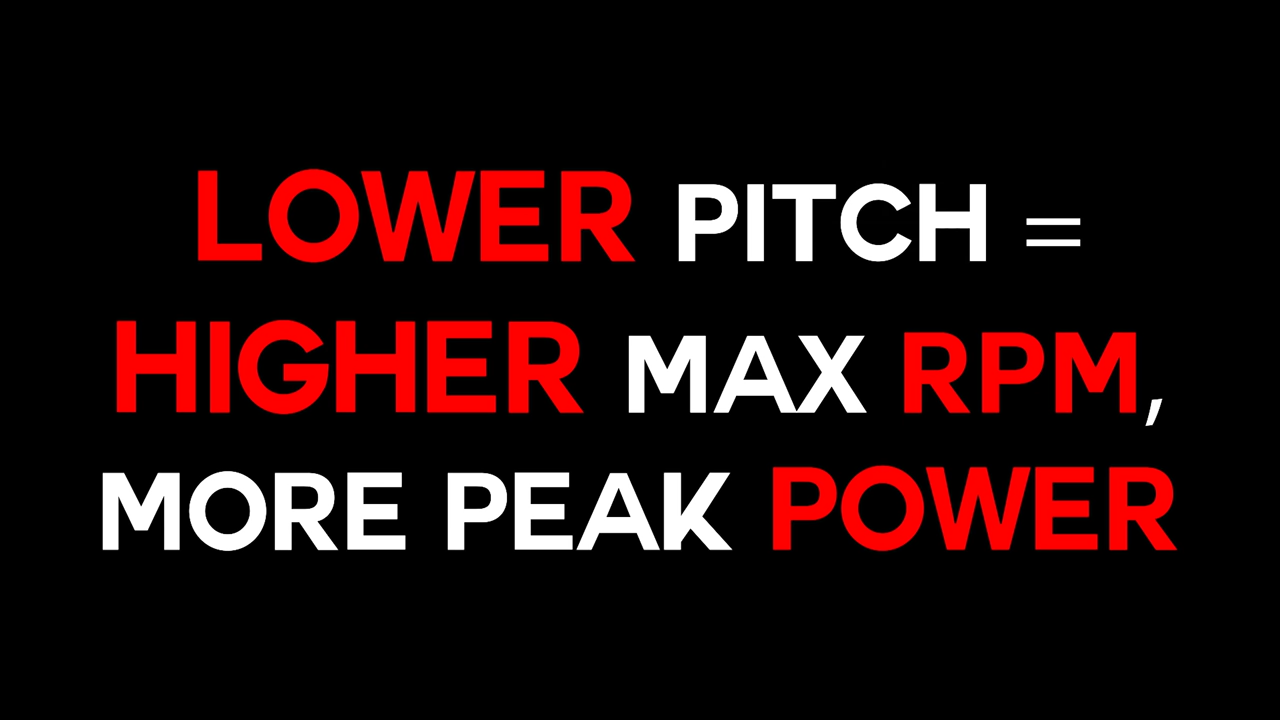 LOWER PITCH =
HIGHER MAX RPM,
MORE PEAK POWER